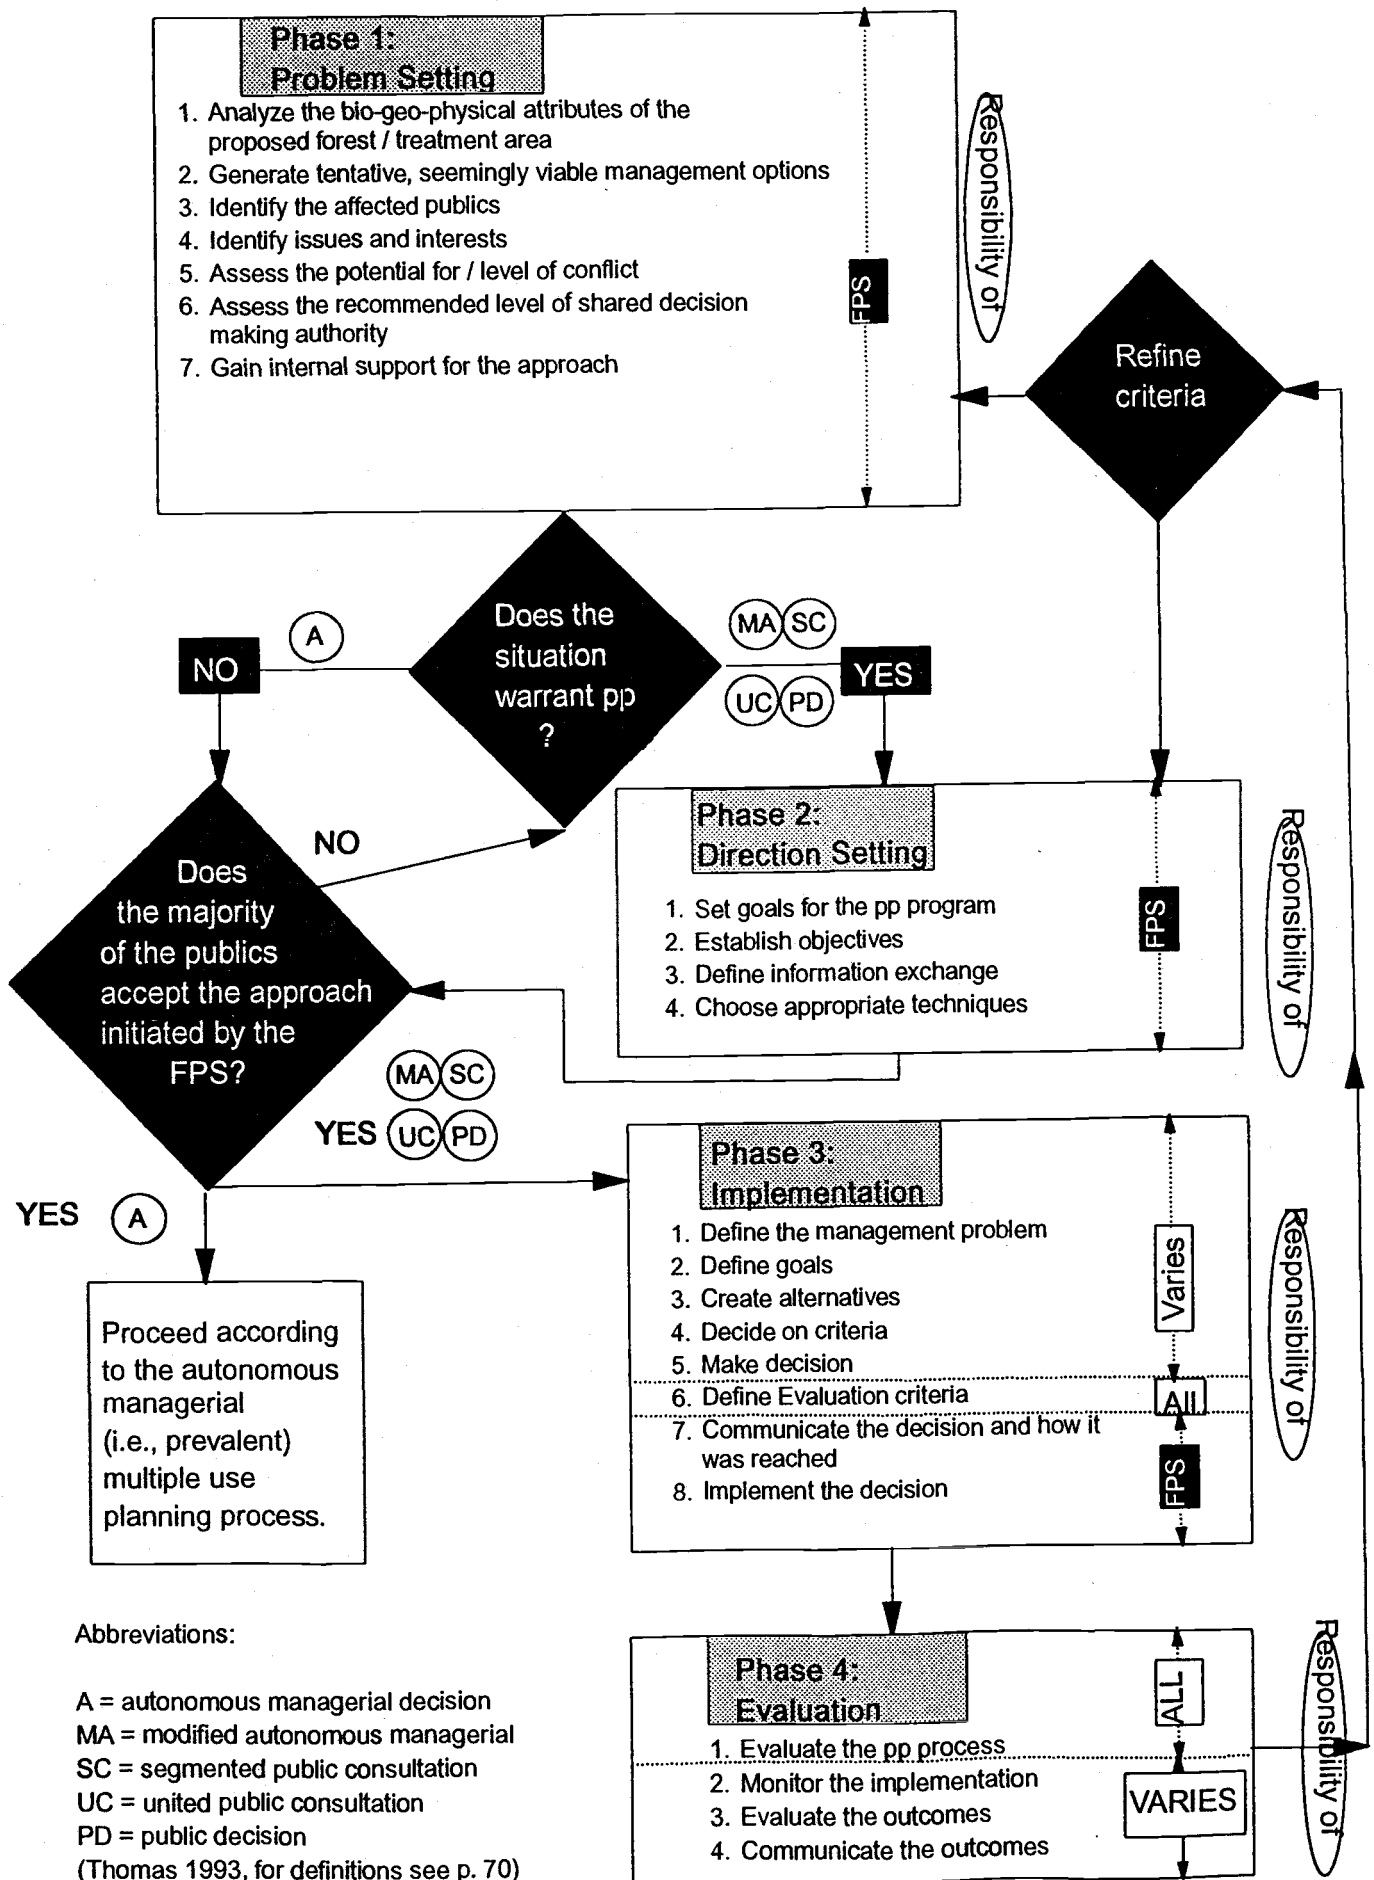 Phase 1:
Problem Setting
1. Analyze the bio-geo-physical attributes of the
proposed forest / treatment area
2. Generate tentative, seemingly viable management options
3. Identify the affected publics
4. Identify issues and interests
5. Assess the potential for / level of conflict
6. Assess the recommended level of shared decision
making authority
7. Gain internal support for the approach
FPS
Responsibility of
Refine
criteria
Does the
situation
warrant pp
?
A
NO
MA SC
UC PD
YES
Phase 2:
Direction Setting
1. Set goals for the pp program
2. Establish objectives
3. Define information exchange
4. Choose appropriate techniques
FPS
Responsibility of
NO
Does
the majority
of the publics
accept the approach
initiated by the
FPS?
MA SC
YES UC PD
YES A
Proceed according
to the autonomous
managerial
(i.e., prevalent)
multiple use
planning process.
Phase 3:
Implementation
1. Define the management problem
2. Define goals
3. Create alternatives
4. Decide on criteria
5. Make decision
6. Define Evaluation criteria
7. Communicate the decision and how it
was reached
8. Implement the decision
Varies
All
FPS
Responsibility of
Phase 4:
Evaluation
1. Evaluate the pp process
2. Monitor the implementation
3. Evaluate the outcomes
4. Communicate the outcomes
ALL
VARIES
Responsibility of
Abbreviations:
A = autonomous managerial decision
MA = modified autonomous managerial
SC = segmented public consultation
UC = united public consultation
PD = public decision
(Thomas 1993, for definitions see p. 70)